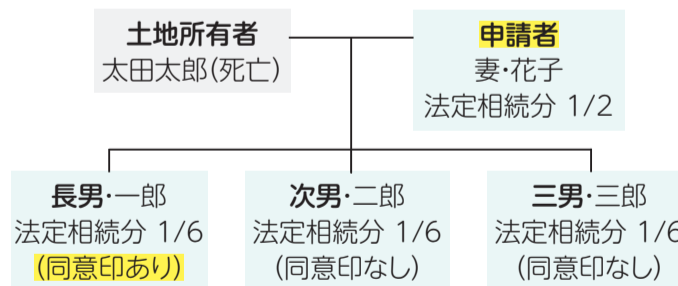 土地所有者
太田太郎(死亡)
申請者
妻・花子
法定相続分 1/2
長男・一郎
法定相続分 1/6
(同意印あり)
次男・二郎
法定相続分 1/6
(同意印なし)
三男・三郎
法定相続分 1/6
(同意印なし)